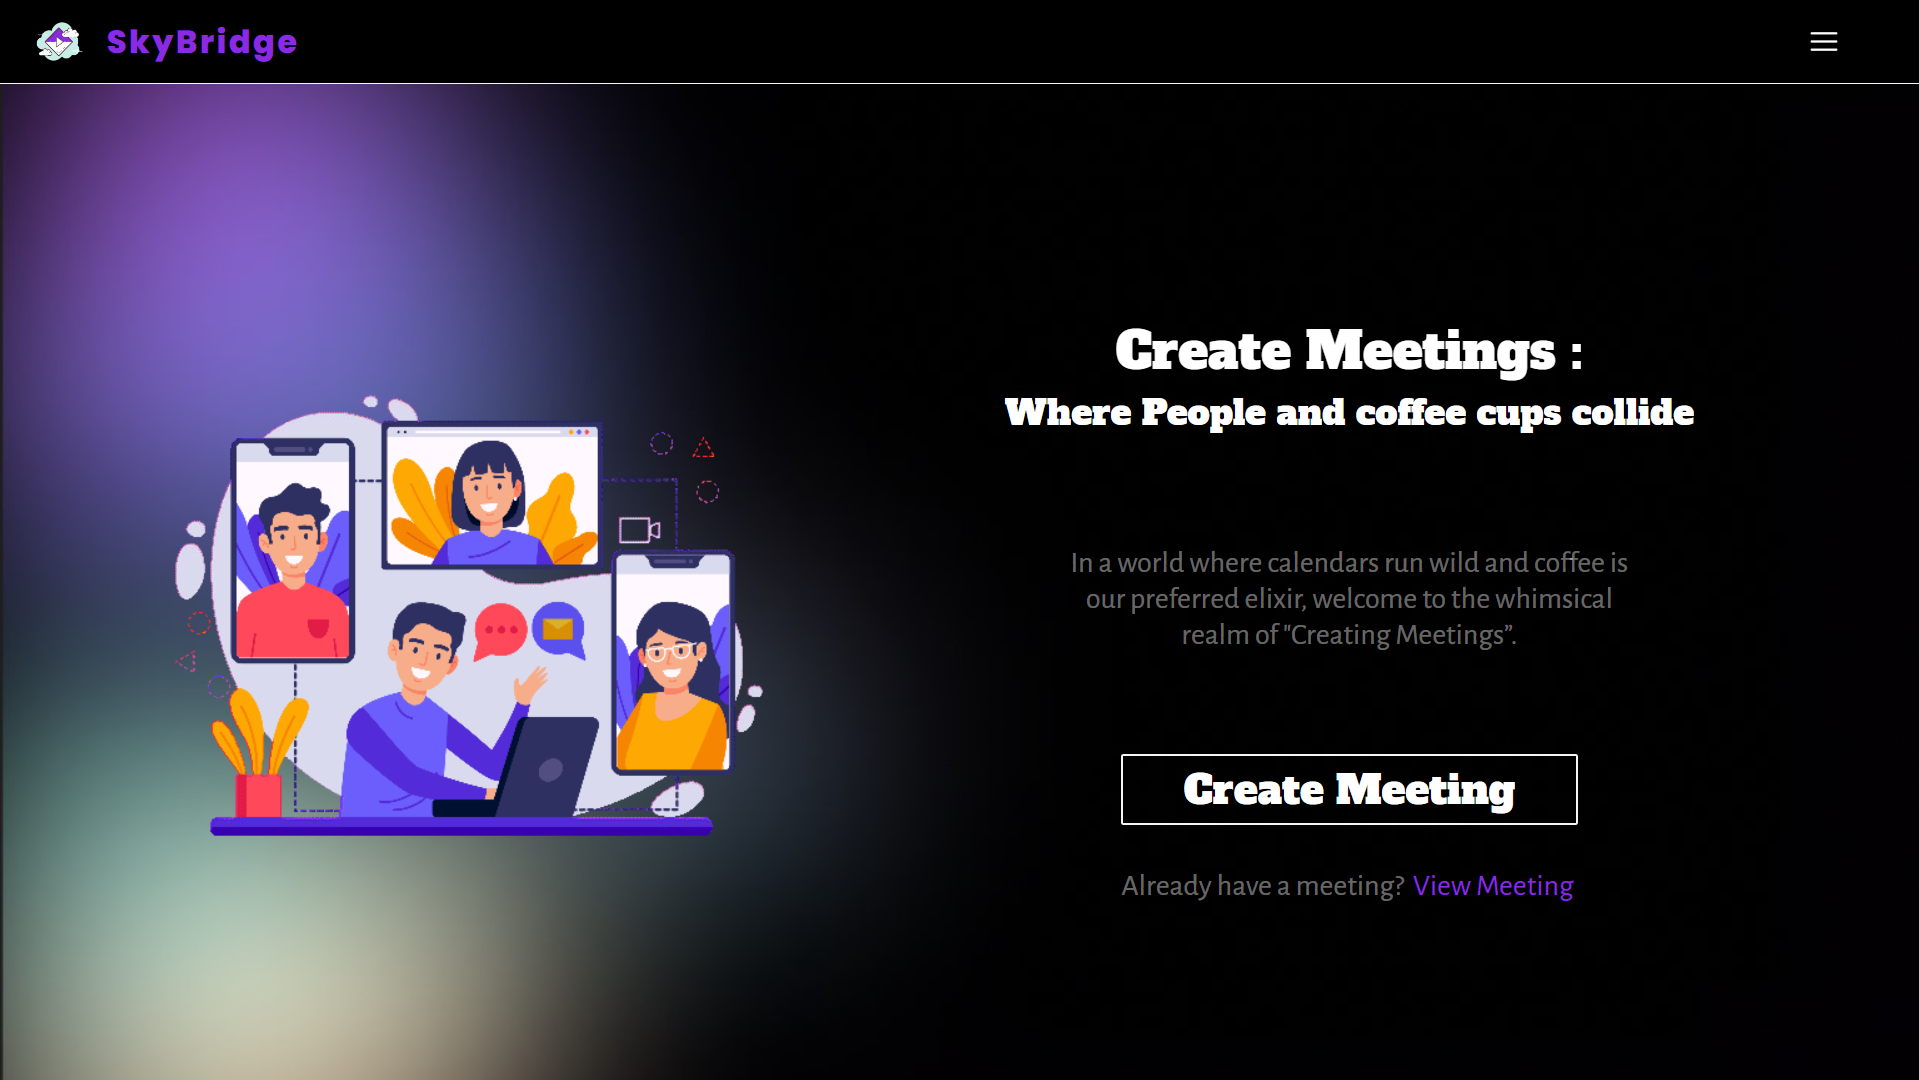 SkyBridge
Create Meetings :
Where People and coffee cups collide
In a world where calendars run wild and coffee is
our preferred elixir, welcome to the whimsical
realm of "Creating Meetings”.
Create Meeting
Already have a meeting? View Meeting